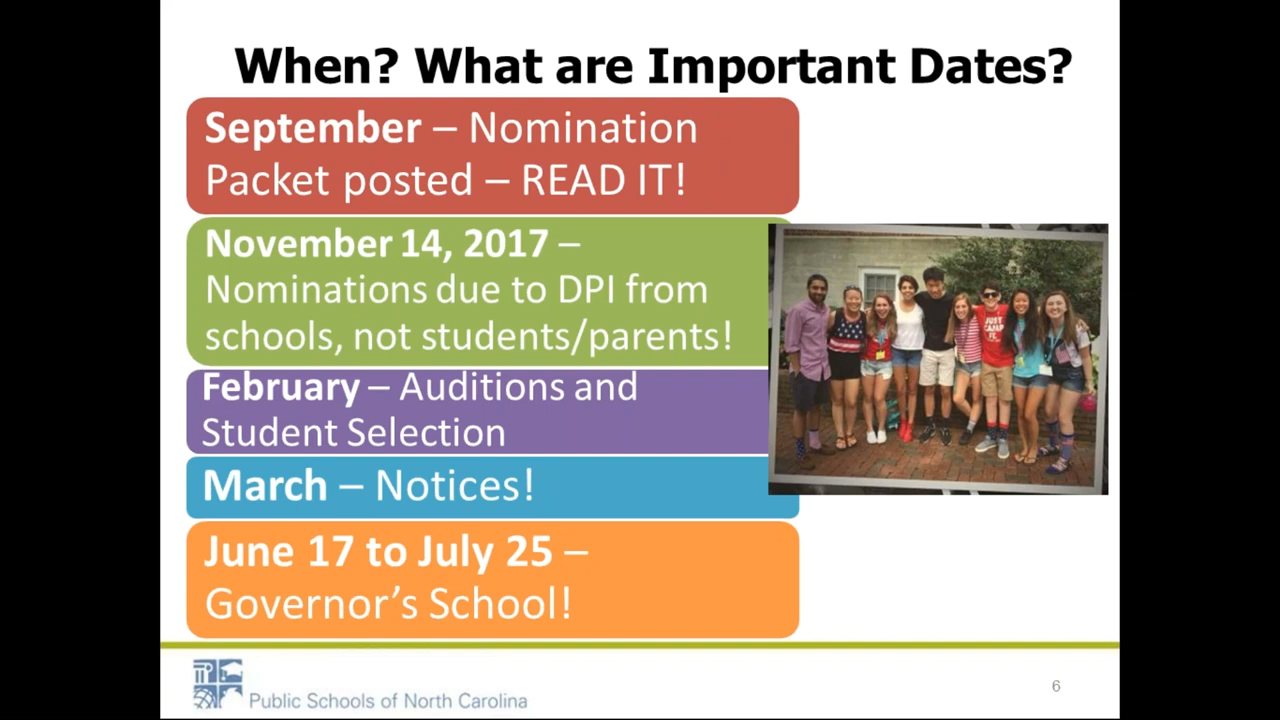 When? What are Important Dates?
September – Nomination
Packet posted – READ IT!
November 14, 2017 –
Nominations due to DPI from
schools, not students/parents!
February – Auditions and
Student Selection
March – Notices!
June 17 to July 25 –
Governor's School!
JUST
CAMP
Public Schools of North Carolina
6